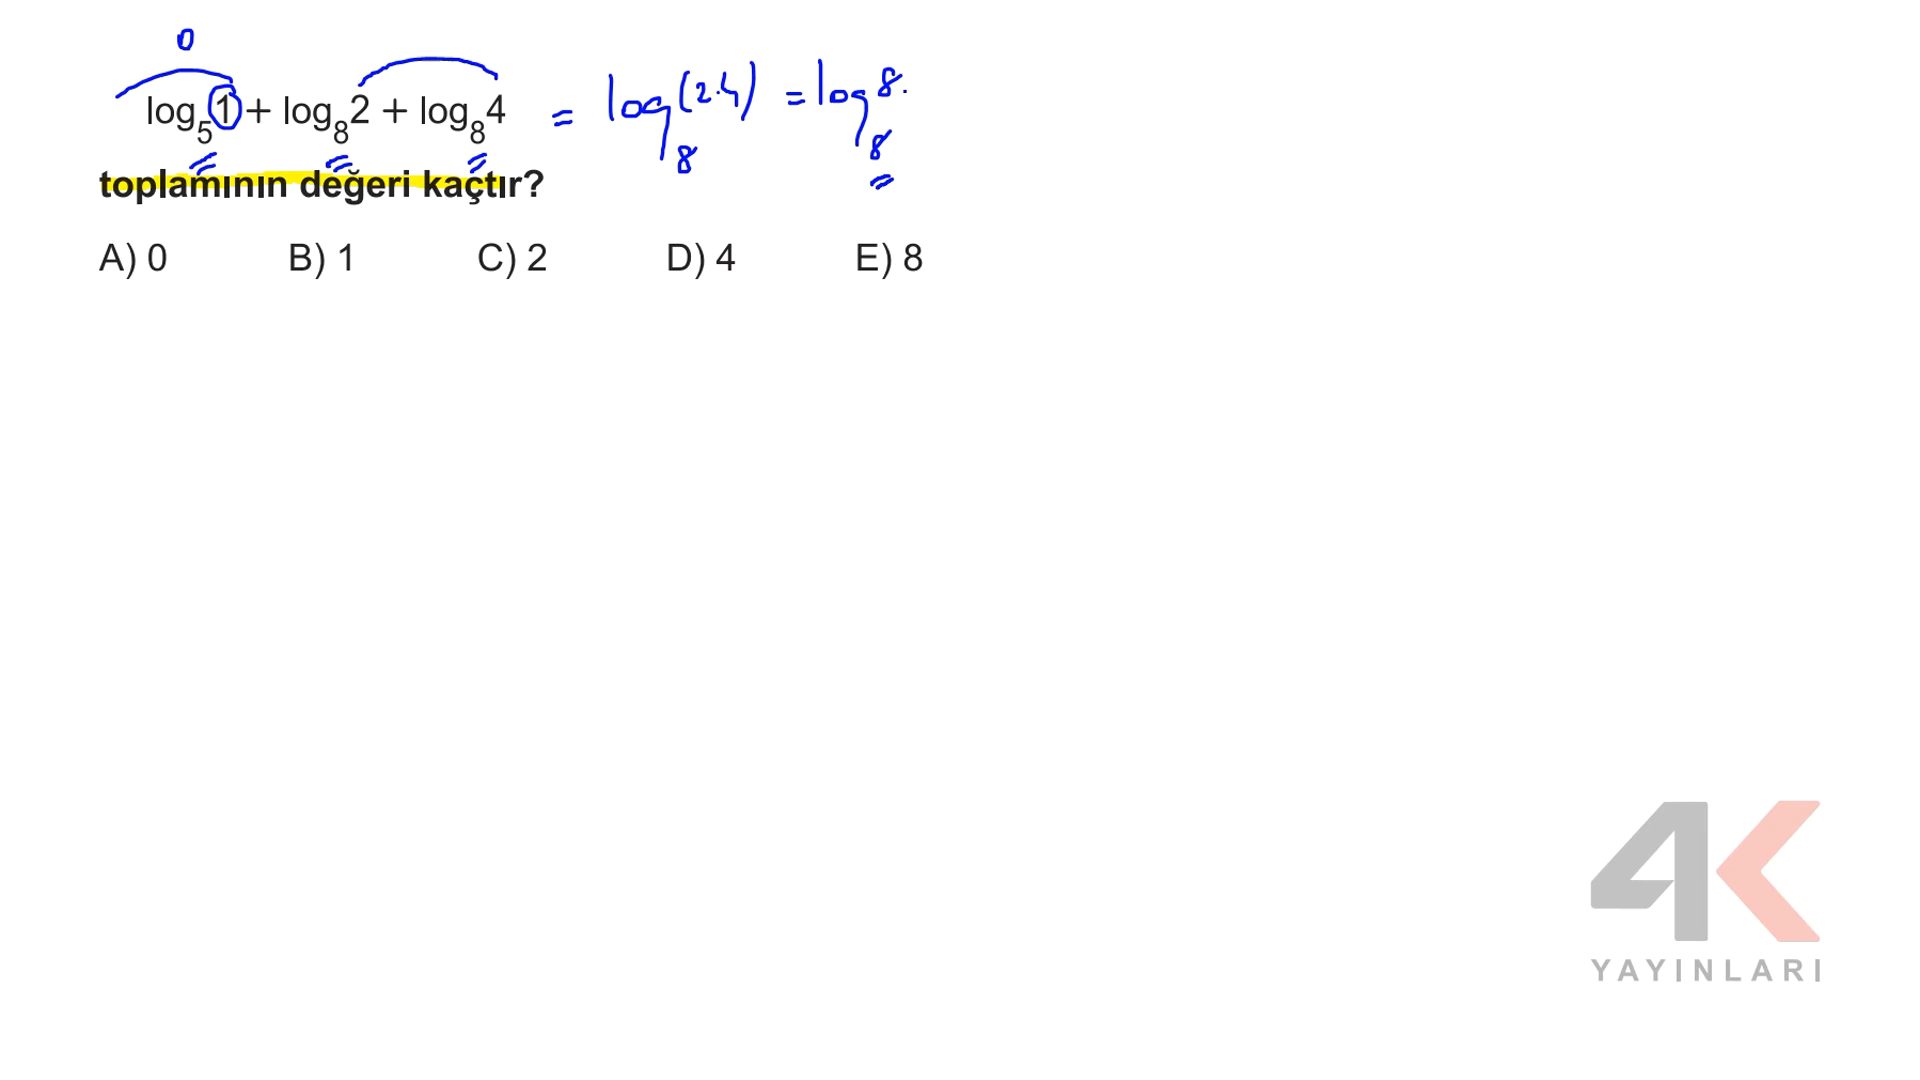 0
log₅1 + log₈2 + log₈4 = log₈(2.4) = log₈8.
toplamının değeri kaçtır?
A) 0 B) 1 C) 2 D) 4 E) 8
4K
YAYINLARI